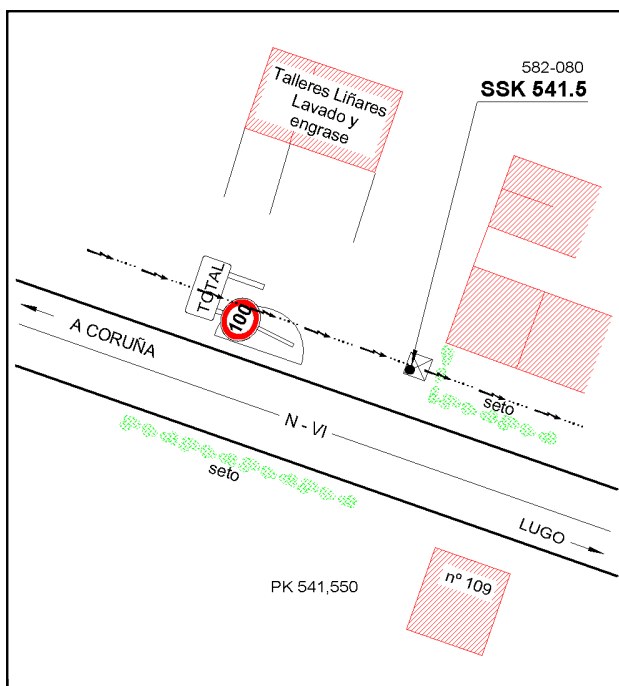 582-080
SSK 541.5
Talleres Liñares
Lavado y
engrase
TOTAL
100
A CORUÑA
N - VI
seto
seto
LUGO
PK 541,550
nº 109